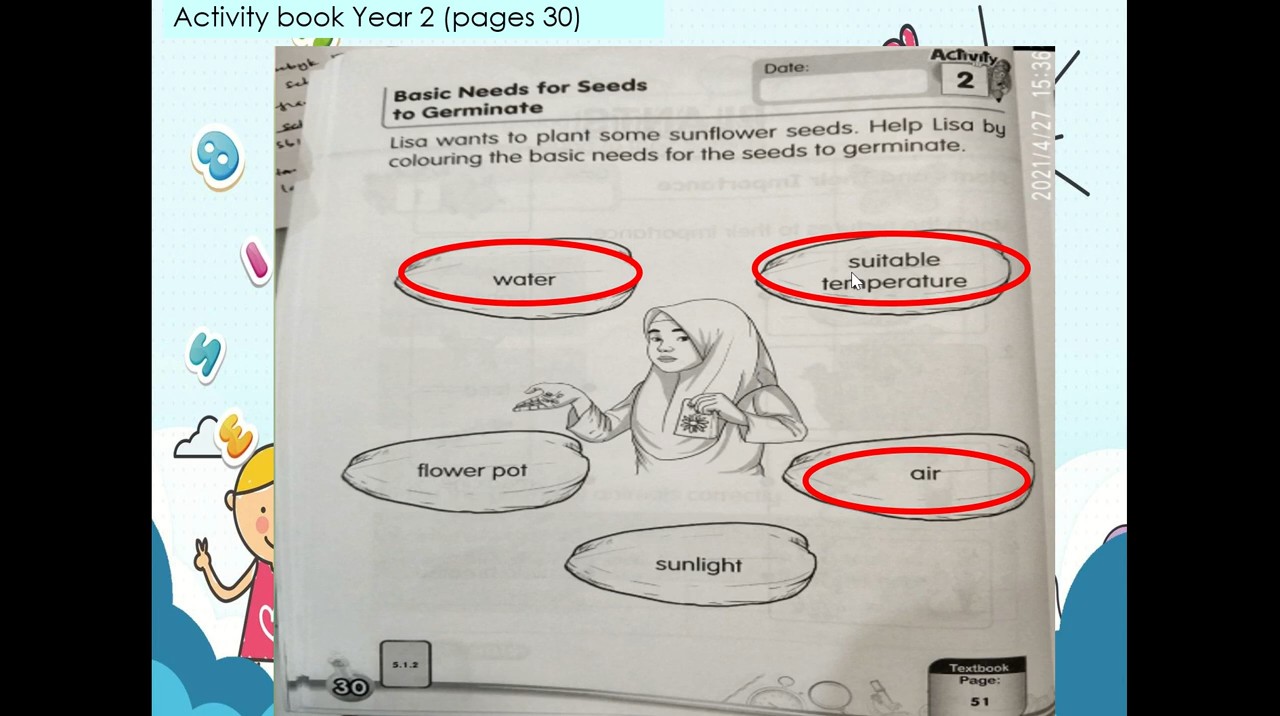 Activity book Year 2 (pages 30)
Date:
Activity
2
Basic Needs for Seeds
to Germinate
Lisa wants to plant some sunflower seeds. Help Lisa by
colouring the basic needs for the seeds to germinate.
2021/4/27 15:36
water
suitable
temperature
flower pot
air
sunlight
5.1.2
30
Textbook
Page:
51